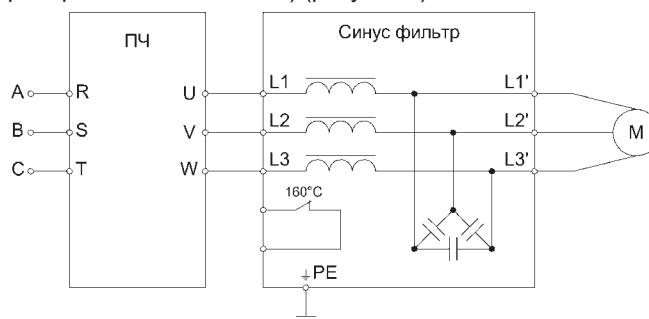 ПЧ
Синус фильтр
A R U L1 L1'
B S V L2 L2' M
C T W L3 L3'
160°C
PE